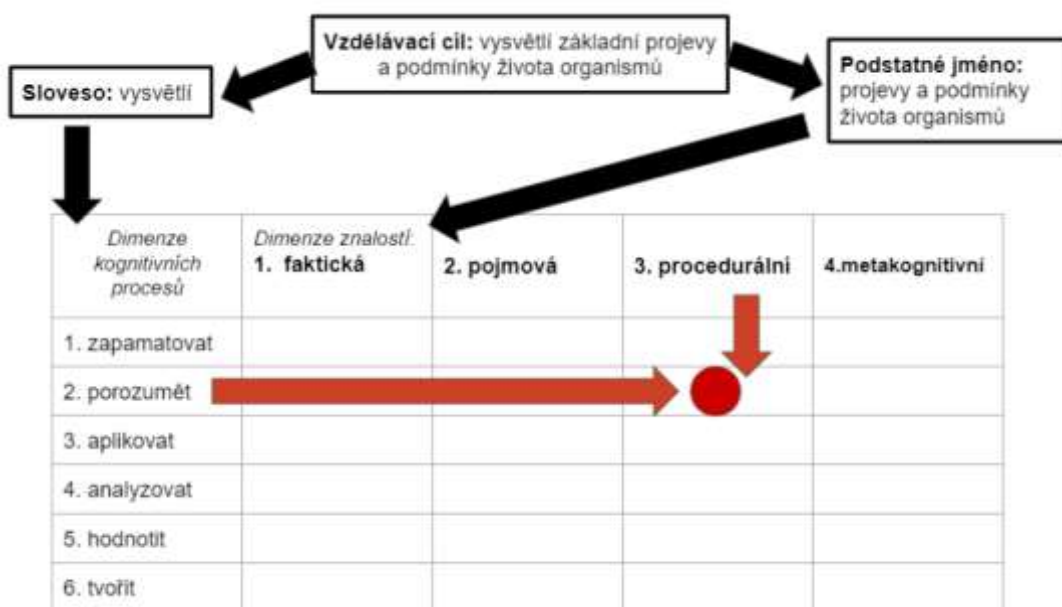 Vzdělávací cíl: vysvětlí základní projevy
a podmínky života organismů
Sloveso: vysvětlí
Podstatné jméno:
projevy a podmínky
života organismů
Dimenze
kognitivních
procesů
Dimenze znalostí:
1. faktická
2. pojmová
3. procedurální
4.metakognitivní
1. zapamatovat
2. porozumět
3. aplikovat
4. analyzovat
5. hodnotit
6. tvořit